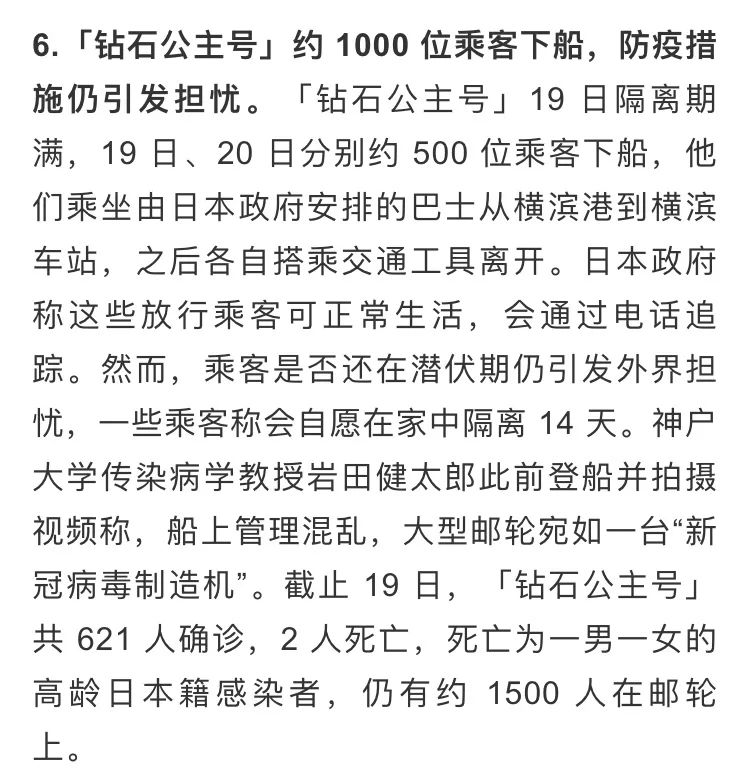 6.「钻石公主号」约 1000 位乘客下船，防疫措
施仍引发担忧。「钻石公主号」19 日隔离期
满，19 日、20 日分别约 500 位乘客下船，他
们乘坐由日本政府安排的巴士从横滨港到横滨
车站，之后各自搭乘交通工具离开。日本政府
称这些放行乘客可正常生活，会通过电话追
踪。然而，乘客是否还在潜伏期仍引发外界担
忧，一些乘客称会自愿在家中隔离 14 天。神户
大学传染病学教授岩田健太郎此前登船并拍摄
视频称，船上管理混乱，大型邮轮宛如一台“新
冠病毒制造机”。截止 19 日，「钻石公主号」
共 621 人确诊，2 人死亡，死亡为一男一女的
高龄日本籍感染者，仍有约 1500 人在邮轮
上。